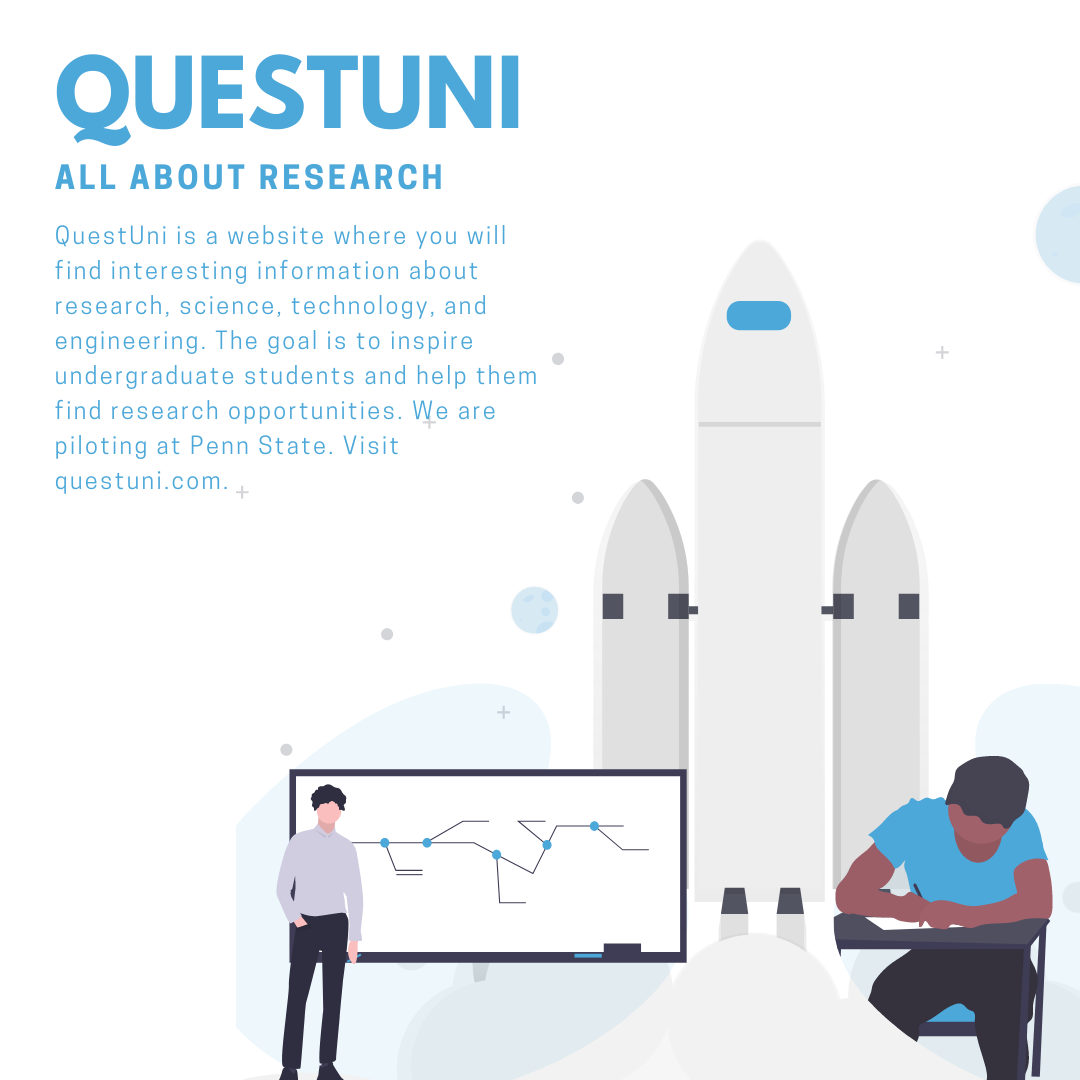 QUESTUNI
ALL ABOUT RESEARCH
QuestUni is a website where you will
find interesting information about
research, science, technology, and
engineering. The goal is to inspire
undergraduate students and help them
find research opportunities. We are
piloting at Penn State. Visit
questuni.com.